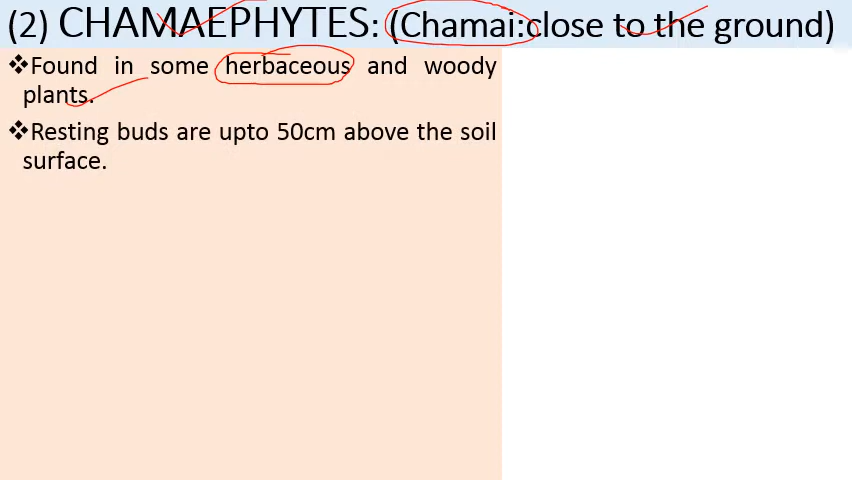 (2) CHAMAEPHYTES: (Chamai:close to the ground)
❖Found in some herbaceous and woody
plants.
❖Resting buds are upto 50cm above the soil
surface.